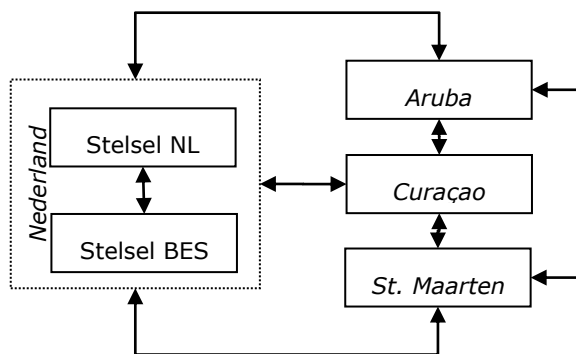 Nederland
Stelsel NL
Stelsel BES
Aruba
Curaçao
St. Maarten